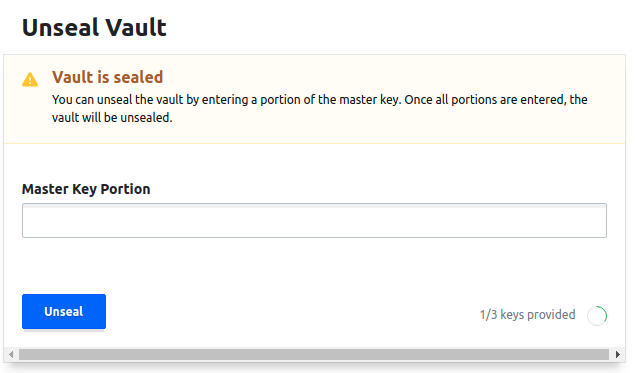 Unseal Vault
Vault is sealed
You can unseal the vault by entering a portion of the master key. Once all portions are entered, the
vault will be unsealed.
Master Key Portion
Unseal
1/3 keys provided